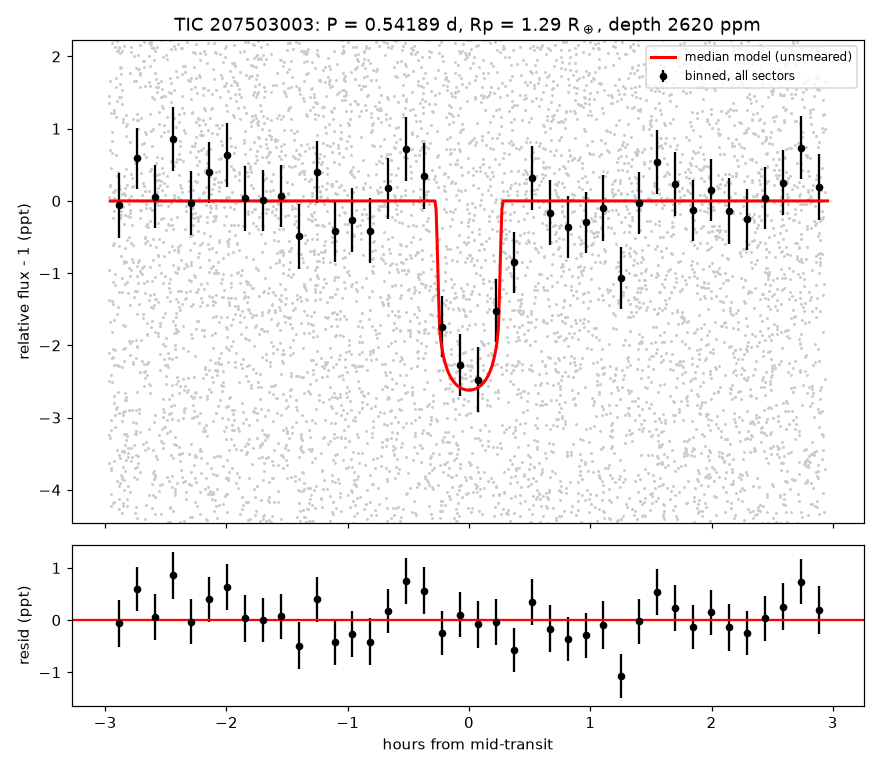 TIC 207503003: P = 0.54189 d, Rp = 1.29 R⊕, depth 2620 ppm
median model (unsmeared)
binned, all sectors
relative flux - 1 (ppt)
2
1
0
−1
−2
−3
−4
resid (ppt)
1
0
−1
−3
−2
−1
0
1
2
3
hours from mid-transit